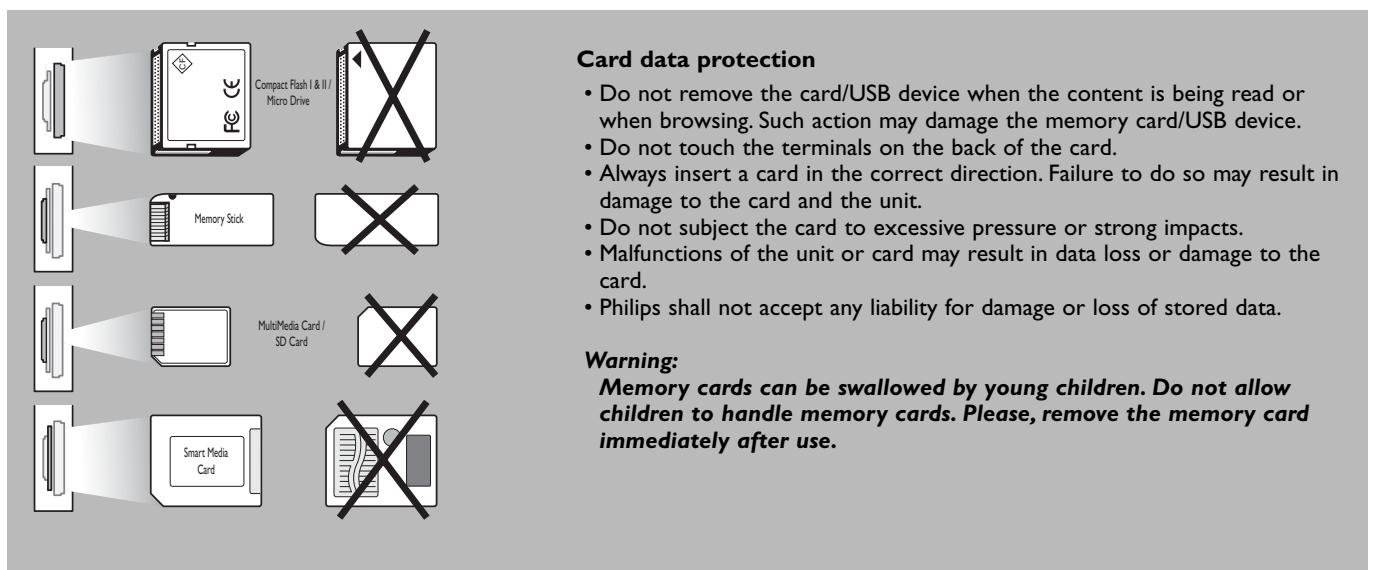 CF
FC CE
Compact Flash I & II /
Micro Drive
Memory Stick
MultiMedia Card /
SD Card
Smart Media
Card
Card data protection
• Do not remove the card/USB device when the content is being read or
when browsing. Such action may damage the memory card/USB device.
• Do not touch the terminals on the back of the card.
• Always insert a card in the correct direction. Failure to do so may result in
damage to the card and the unit.
• Do not subject the card to excessive pressure or strong impacts.
• Malfunctions of the unit or card may result in data loss or damage to the
card.
• Philips shall not accept any liability for damage or loss of stored data.
Warning:
Memory cards can be swallowed by young children. Do not allow
children to handle memory cards. Please, remove the memory card
immediately after use.